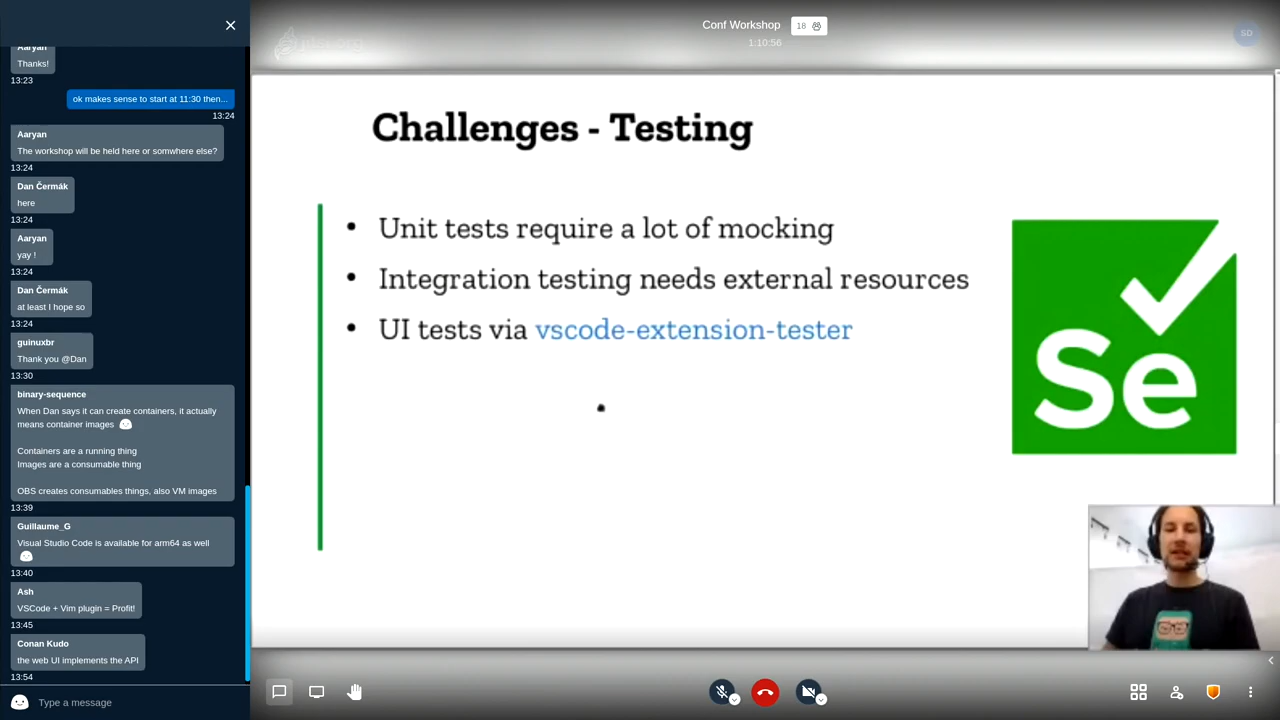 Aaryan
Thanks!
13:23
ok makes sense to start at 11:30 then...
13:24
Aaryan
The workshop will be held here or somwhere else?
13:24
Dan Čermák
here
13:24
Aaryan
yay !
13:24
Dan Čermák
at least I hope so
13:24
guinuxbr
Thank you @Dan
13:30
binary-sequence
When Dan says it can create containers, it actually
means container images
Containers are a running thing
Images are a consumable thing
OBS creates consumables things, also VM images
13:39
Guillaume_G
Visual Studio Code is available for arm64 as well
13:40
Ash
VSCode + Vim plugin = Profit!
13:45
Conan Kudo
the web UI implements the API
13:54
Type a message
Conf Workshop
18
1:10:56
jitsi.org
SD
Challenges - Testing
• Unit tests require a lot of mocking
• Integration testing needs external resources
• UI tests via vscode-extension-tester
Se